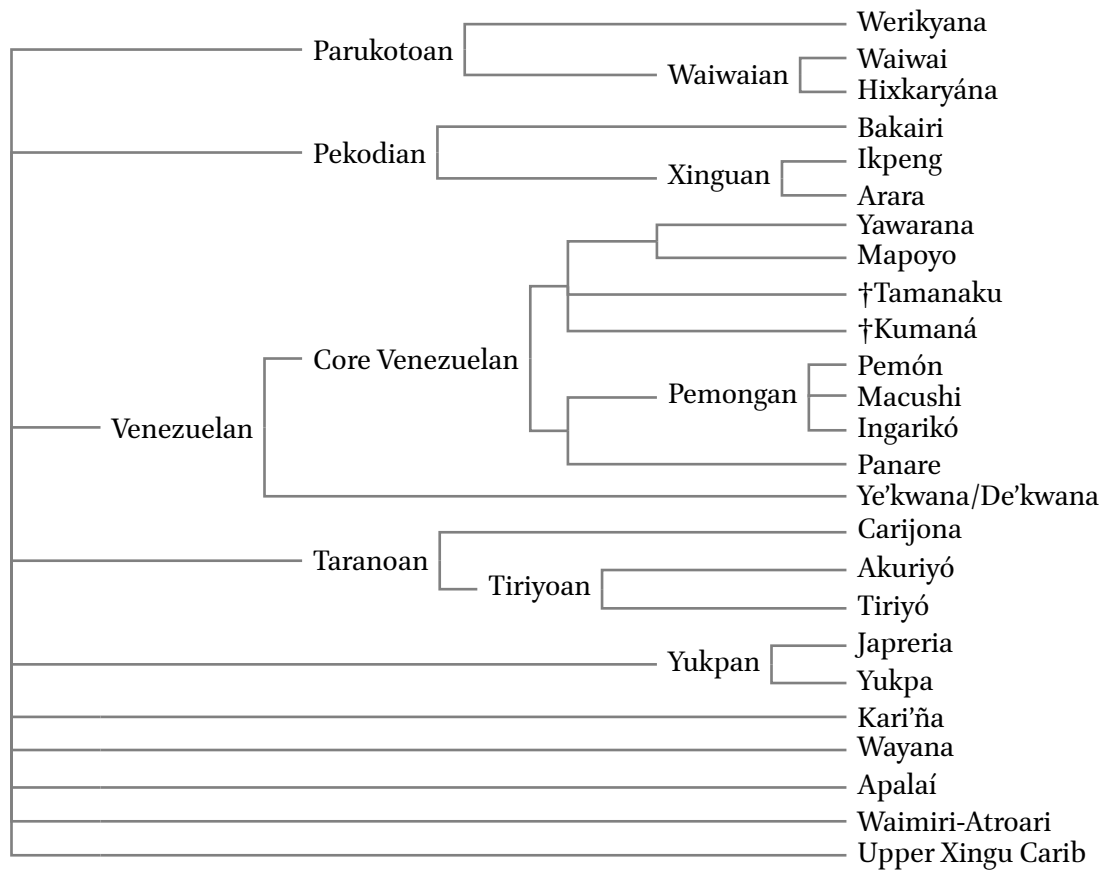 Werikyana
Parukotoan
Waiwai
Waiwaian
Hixkaryána
Bakairi
Pekodian
Ikpeng
Xinguan
Arara
Yawarana
Mapoyo
†Tamanaku
†Kumaná
Core Venezuelan
Pemón
Pemongan
Macushi
Ingarikó
Venezuelan
Panare
Ye’kwana/De’kwana
Carijona
Taranoan
Akuriyó
Tiriyoan
Tiriyó
Japreria
Yukpan
Yukpa
Kari’ña
Wayana
Apalaí
Waimiri-Atroari
Upper Xingu Carib